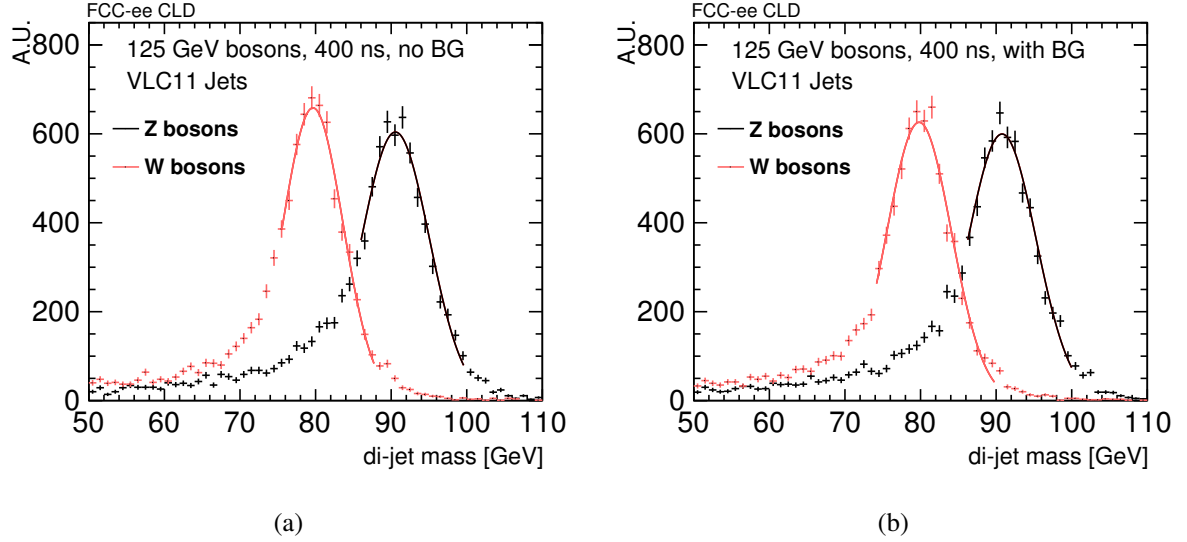 FCC-ee CLD
A.U.
800
600
400
200
0
125 GeV bosons, 400 ns, no BG
VLC11 Jets
Z bosons
W bosons
50 60 70 80 90 100 110
di-jet mass [GeV]
(a)
FCC-ee CLD
A.U.
800
600
400
200
0
125 GeV bosons, 400 ns, with BG
VLC11 Jets
Z bosons
W bosons
50 60 70 80 90 100 110
di-jet mass [GeV]
(b)